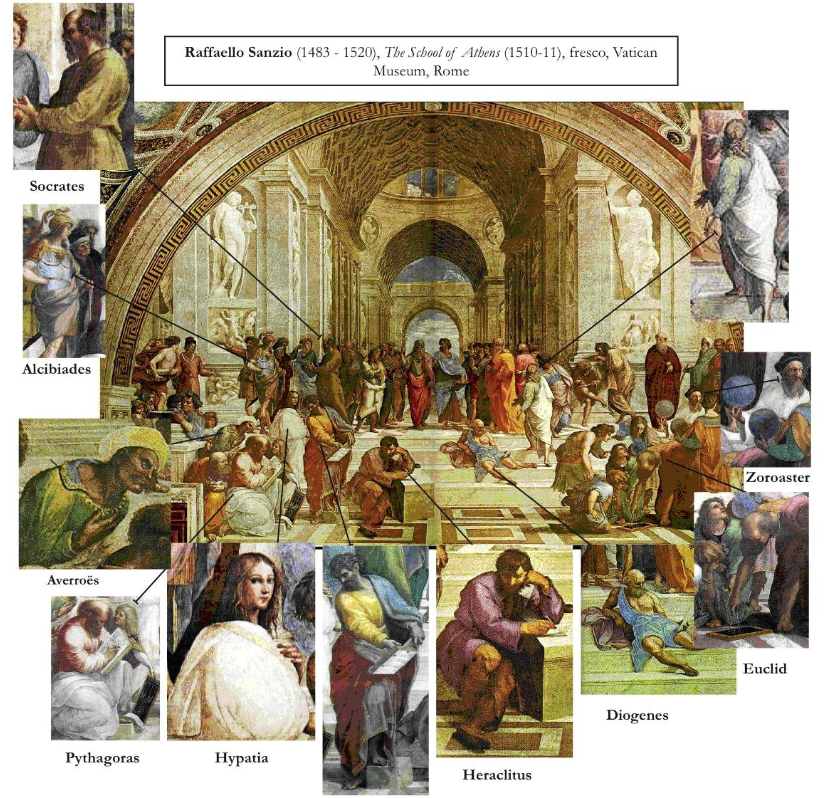 Raffaello Sanzio (1483 - 1520), The School of Athens (1510-11), fresco, Vatican
Museum, Rome
Socrates
Alcibiades
Zoroaster
Averroës
Euclid
Diogenes
Pythagoras
Hypatia
Heraclitus